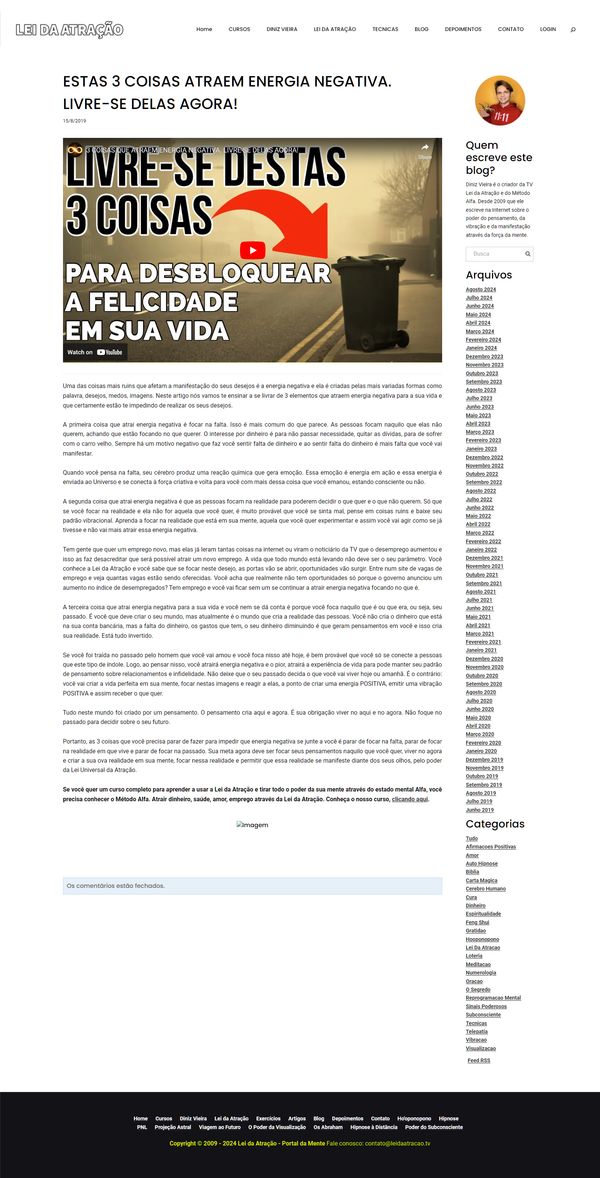 LEI DA ATRAÇÃO
Home CURSOS DINIZ VIEIRA LEI DA ATRAÇÃO TECNICAS BLOG DEPOIMENTOS CONTATO LOGIN
ESTAS 3 COISAS ATRAEM ENERGIA NEGATIVA.
LIVRE-SE DELAS AGORA!
15/8/2019
3 COISAS QUE ATRAEM ENERGIA NEGATIVA. LIVRE-SE DELAS AGORA!
Share
LIVRE-SE DESTAS
3 COISAS
PARA DESBLOQUEAR
A FELICIDADE
EM SUA VIDA
Watch on YouTube
Uma das coisas mais ruins que afetam a manifestação do seus desejos é a energia negativa e ela é criadas pelas mais variadas formas como
palavra, desejos, medos, imagens. Neste artigo nós vamos te ensinar a se livrar de 3 elementos que atraem energia negativa para a sua vida e
que certamente estão te impedindo de realizar os seus desejos.
A primeira coisa que atrai energia negativa é focar na falta. Isso é mais comum do que parece. As pessoas focam naquilo que elas não
querem, achando que estão focando no que querer. O interesse por dinheiro é para não passar necessidade, quitar as dívidas, para de sofrer
com o carro velho. Sempre há um motivo negativo que faz você sentir falta de dinheiro e ao sentir falta do dinheiro é mais falta que você vai
manifestar.
Quando você pensa na falta, seu cérebro produz uma reação química que gera emoção. Essa emoção é energia em ação e essa energia é
enviada ao Universo e se conecta à força criativa e volta para você com mais dessa coisa que você emanou, estando consciente ou não.
A segunda coisa que atrai energia negativa é que as pessoas focam na realidade para poderem decidir o que quer e o que não querem. Só que
se você focar na realidade e ela não for aquela que você quer, é muito provável que você se sinta mal, pense em coisas ruins e baixe seu
padrão vibracional. Aprenda a focar na realidade que está em sua mente, aquela que você quer experimentar e assim você vai agir como se já
tivesse e não vai mais atrair essa energia negativa.
Tem gente que quer um emprego novo, mas elas já leram tantas coisas na internet ou viram o noticiário da TV que o desemprego aumentou e
isso as faz desacreditar que será possível atrair um novo emprego. A vida que todo mundo está levando não deve ser o seu parâmetro. Você
conhece a Lei da Atração e você sabe que se focar neste desejo, as portas vão se abrir, oportunidades vão surgir. Entre num site de vagas de
emprego e veja quantas vagas estão sendo oferecidas. Você acha que realmente não tem oportunidades só porque o governo anunciou um
aumento no índice de desempregados? Tem emprego e você vai ficar sem um se continuar a atrair energia negativa focando no que é.
A terceira coisa que atrai energia negativa para a sua vida e você nem se dá conta é porque você foca naquilo que é ou que era, ou seja, seu
passado. É você que deve criar o seu mundo, mas atualmente é o mundo que cria a realidade das pessoas. Você não cria o dinheiro que está
na sua conta bancária, mas a falta do dinheiro, os gastos que tem, o seu dinheiro diminuindo é que geram pensamentos em você e isso cria
sua realidade. Está tudo invertido.
Se você foi traída no passado pelo homem que você vai amou e você foca nisso até hoje, é bem provável que você só se conecte a pessoas
que este tipo de índole. Logo, ao pensar nisso, você atrairá energia negativa e o pior, atrairá a experiência de vida para pode manter seu padrão
de pensamento sobre relacionamentos e infidelidade. Não deixe que o seu passado decida o que você vai viver hoje ou amanhã. É o contrário:
você vai criar a vida perfeita em sua mente, focar nestas imagens e reagir a elas, a ponto de criar uma energia POSITIVA, emitir uma vibração
POSITIVA e assim receber o que quer.
Tudo neste mundo foi criado por um pensamento. O pensamento cria aqui e agora. É sua obrigação viver no aqui e no agora. Não foque no
passado para decidir sobre o seu futuro.
Portanto, as 3 coisas que você precisa parar de fazer para impedir que energia negativa se junte a você é parar de focar na falta, parar de focar
na realidade em que vive e parar de focar no passado. Sua meta agora deve ser focar seus pensamentos naquilo que você quer, viver no agora
e criar a sua ova realidade em sua mente, focar nessa realidade e permitir que essa realidade se manifeste diante dos seus olhos, pelo poder
da Lei Universal da Atração.
Se você quer um curso completo para aprender a usar a Lei da Atração e tirar todo o poder da sua mente através do estado mental Alfa, você
precisa conhecer o Método Alfa. Atrair dinheiro, saúde, amor, emprego através da Lei da Atração. Conheça o nosso curso, clicando aqui.
Imagem
Os comentários estão fechados.
11:11
Quem
escreve este
blog?
Diniz Vieira é o criador da TV
Lei da Atração e do Método
Alfa. Desde 2009 que ele
escreve na Internet sobre o
poder do pensamento, da
vibração e da manifestação
através da força da mente.
Busca
Arquivos
Agosto 2024
Julho 2024
Junho 2024
Maio 2024
Abril 2024
Março 2024
Fevereiro 2024
Janeiro 2024
Dezembro 2023
Novembro 2023
Outubro 2023
Setembro 2023
Agosto 2023
Julho 2023
Junho 2023
Maio 2023
Abril 2023
Março 2023
Fevereiro 2023
Janeiro 2023
Dezembro 2022
Novembro 2022
Outubro 2022
Setembro 2022
Agosto 2022
Julho 2022
Junho 2022
Maio 2022
Abril 2022
Março 2022
Fevereiro 2022
Janeiro 2022
Dezembro 2021
Novembro 2021
Outubro 2021
Setembro 2021
Agosto 2021
Julho 2021
Junho 2021
Maio 2021
Abril 2021
Março 2021
Fevereiro 2021
Janeiro 2021
Dezembro 2020
Novembro 2020
Outubro 2020
Setembro 2020
Agosto 2020
Julho 2020
Junho 2020
Maio 2020
Abril 2020
Março 2020
Fevereiro 2020
Janeiro 2020
Dezembro 2019
Novembro 2019
Outubro 2019
Setembro 2019
Agosto 2019
Julho 2019
Junho 2019
Categorias
Tudo
Afirmacoes Positivas
Amor
Auto Hipnose
Biblia
Carta Magica
Cerebro Humano
Cura
Dinheiro
Espiritualidade
Feng Shui
Gratidao
Hooponopono
Lei Da Atracao
Loteria
Meditacao
Numerologia
Oracao
O Segredo
Reprogramacao Mental
Sinais Poderosos
Subconsciente
Tecnicas
Telepatia
Vibracao
Visualizacao
Feed RSS
Home Cursos Diniz Vieira Lei da Atração Exercícios Artigos Blog Depoimentos Contato Ho'oponopono Hipnose
PNL Projeção Astral Viagem ao Futuro O Poder da Visualização Os Abraham Hipnose à Distância Poder do Subconsciente
Copyright © 2009 - 2024 Lei da Atração - Portal da Mente Fale conosco: contato@leidaatracao.tv